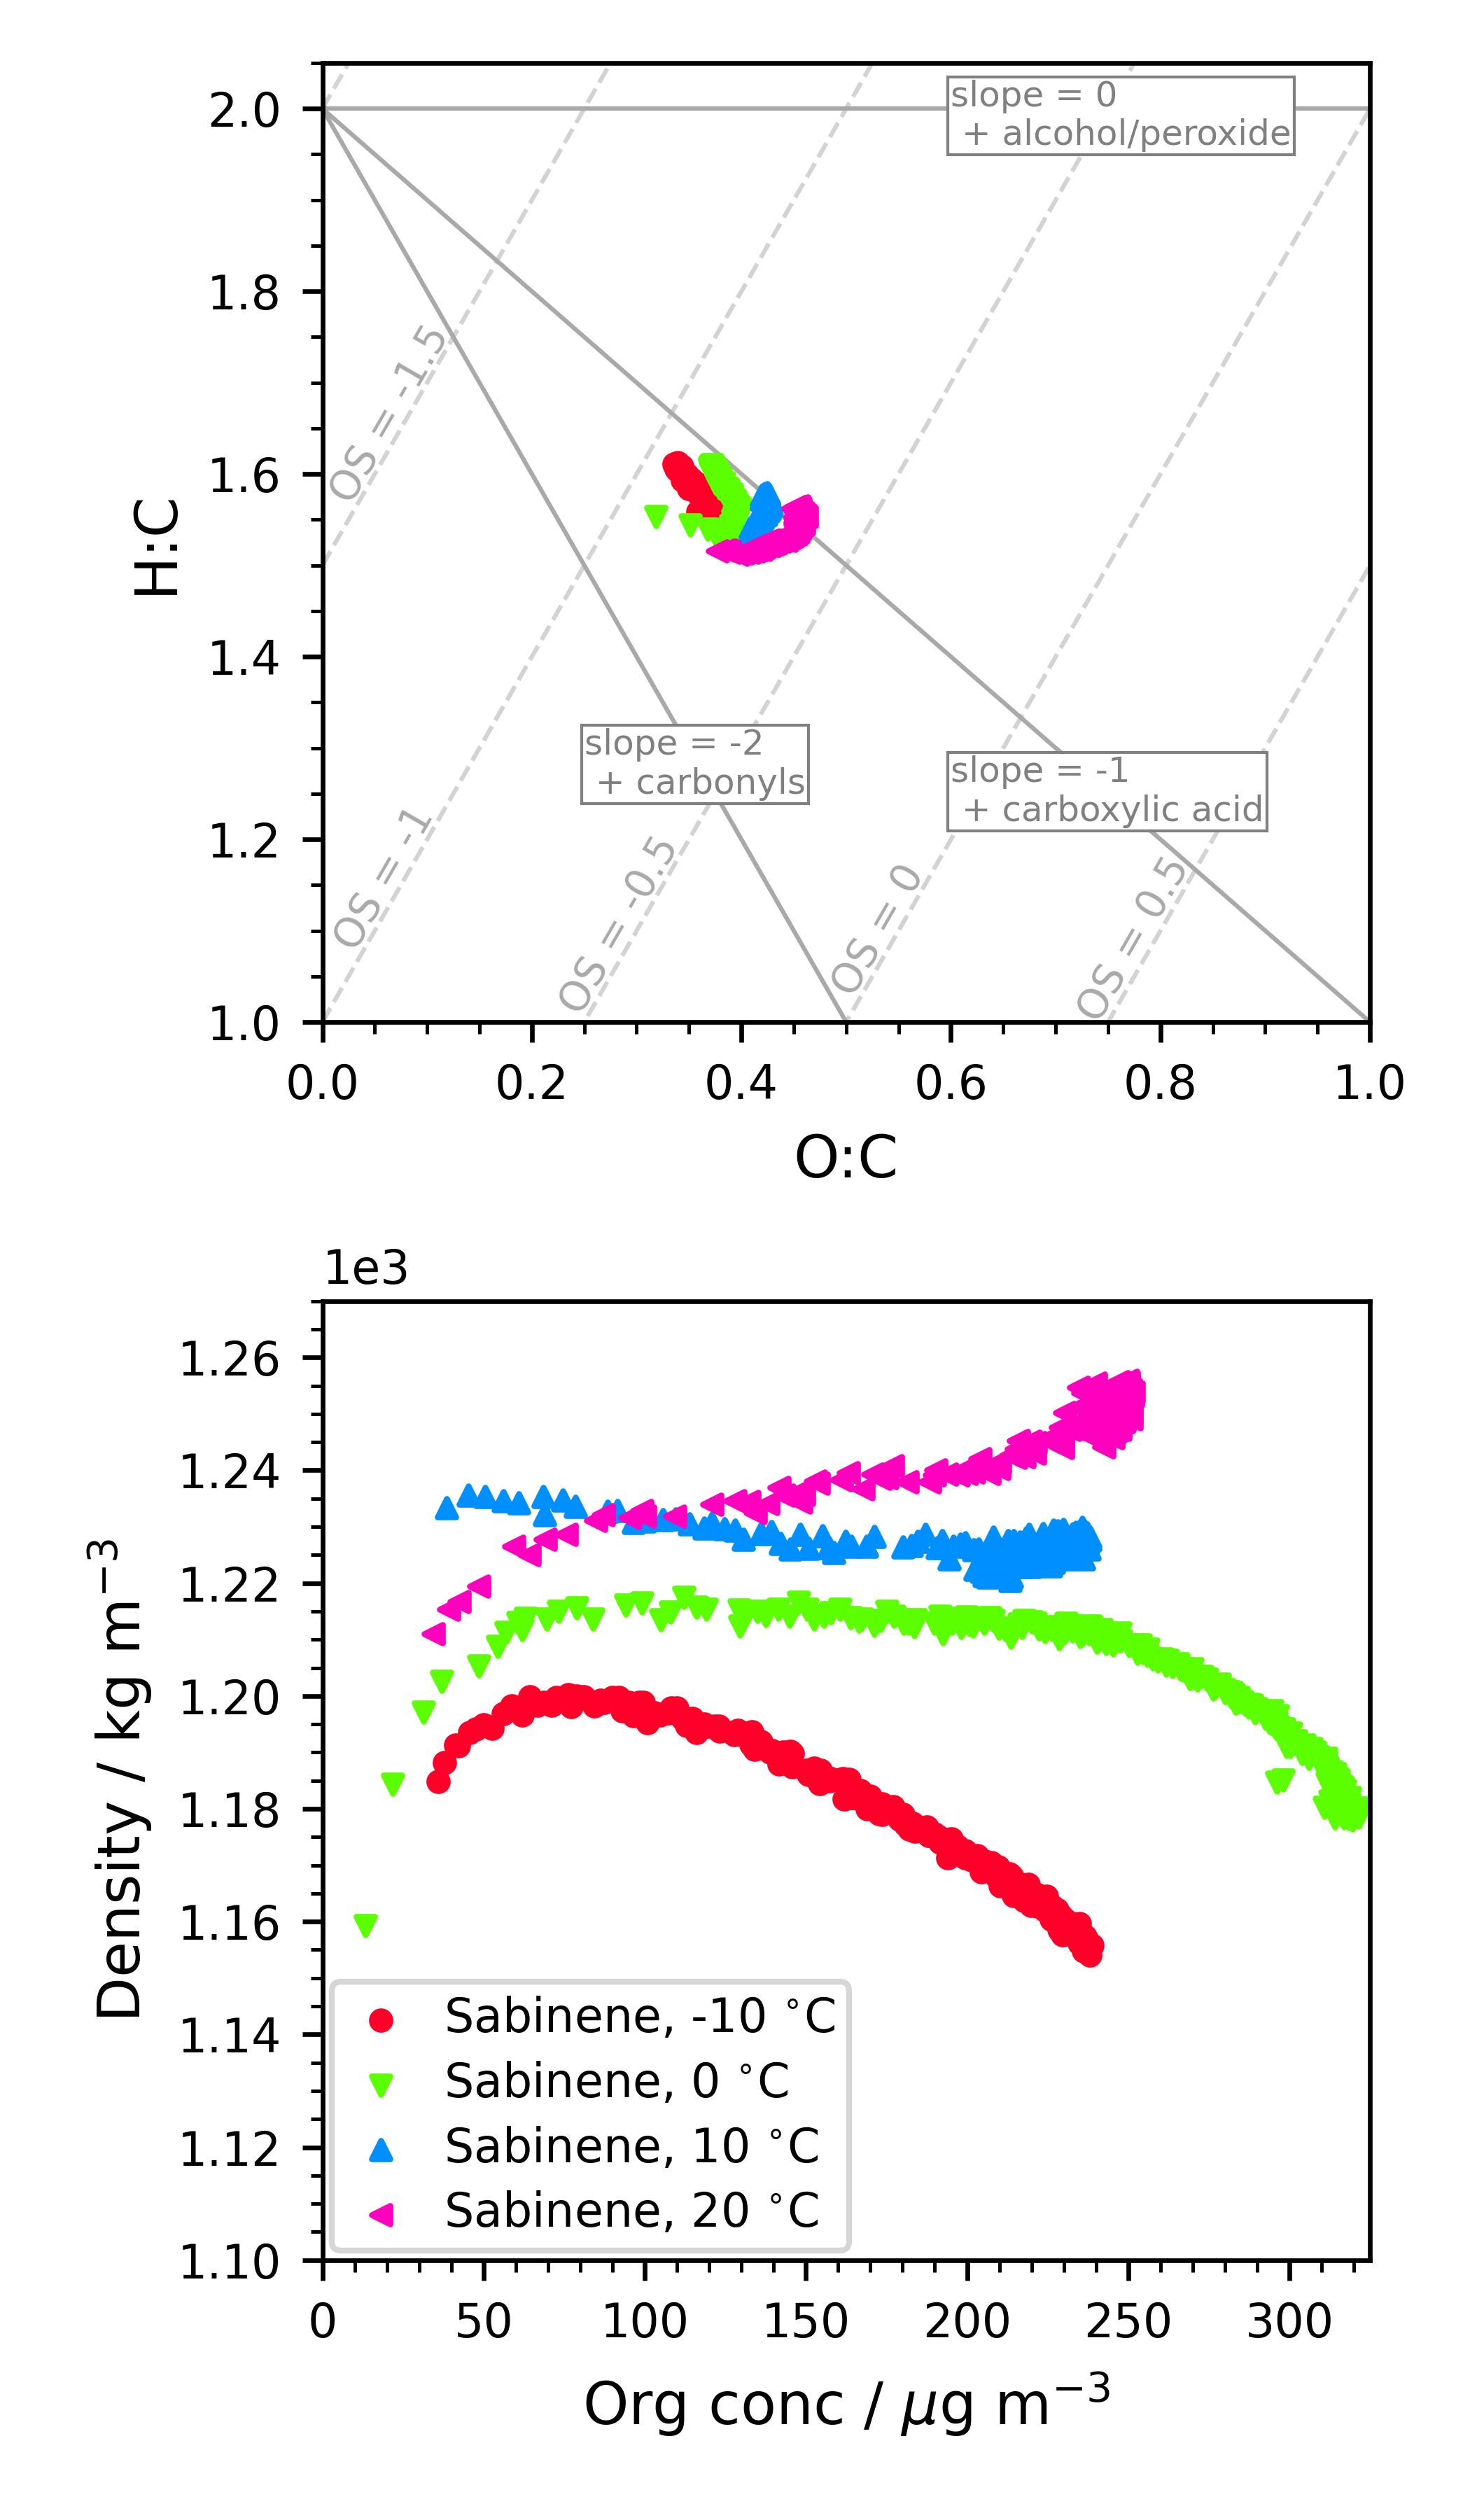 2.0
1.8
1.6
1.4
1.2
1.0
H:C
slope = 0
+ alcohol/peroxide
OS = -1.5
slope = -2
+ carbonyls
slope = -1
+ carboxylic acid
OS = -1
OS = -0.5
OS = 0
OS = 0.5
0.0 0.2 0.4 0.6 0.8 1.0
O:C
1e3
1.26
1.24
1.22
1.20
1.18
1.16
1.14
1.12
1.10
Density / kg m⁻³
Sabinene, -10 °C
Sabinene, 0 °C
Sabinene, 10 °C
Sabinene, 20 °C
0 50 100 150 200 250 300
Org conc / μg m⁻³